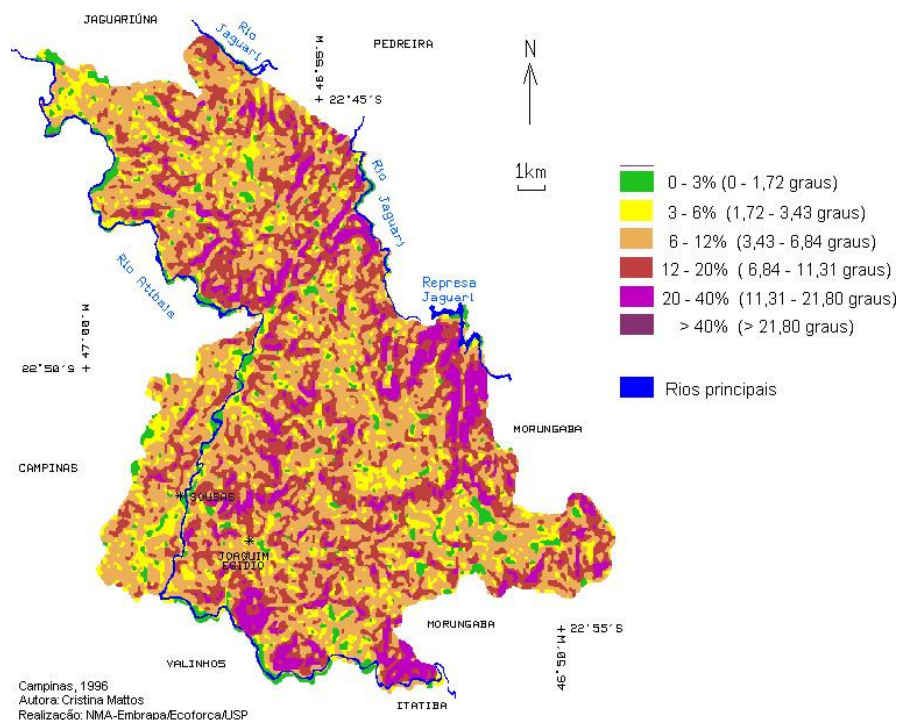 JAGUARIÚNA
Rio
Jaguari
PEDREIRA
46°55'W
22°45'S
N
1km
Rio Jaguari
0 - 3% (0 - 1,72 graus)
3 - 6% (1,72 - 3,43 graus)
6 - 12% (3,43 - 6,84 graus)
12 - 20% ( 6,84 - 11,31 graus)
20 - 40% (11,31 - 21,80 graus)
> 40% (> 21,80 graus)
Rios principais
Rio Atibaia
Represa
Jaguari
47°00'W
22°50'S
MORUNGABA
CAMPINAS
SOUSAS
JOAQUIM
EGIDIO
MORUNGABA
22°55'S
46°50'W
VALINHOS
ITATIBA
Campinas, 1996
Autora: Cristina Mattos
Realização: NMA-Embrapa/Ecoforca/USP